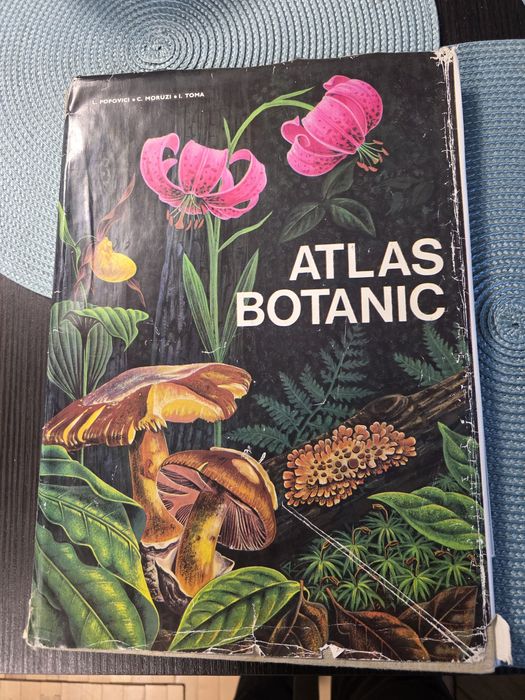 L. POPOVICI • C. MORUZI • I. TOMA
ATLAS
BOTANIC